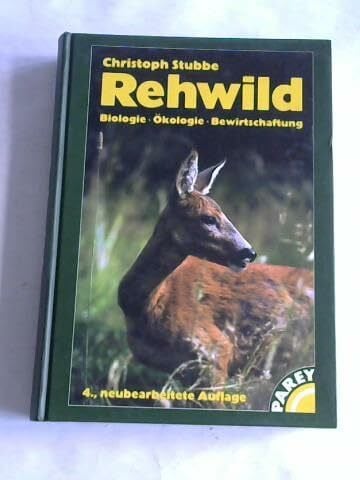 Christoph Stubbe
Rehwild
Biologie · Ökologie · Bewirtschaftung
4., neubearbeitete Auflage
PAREY